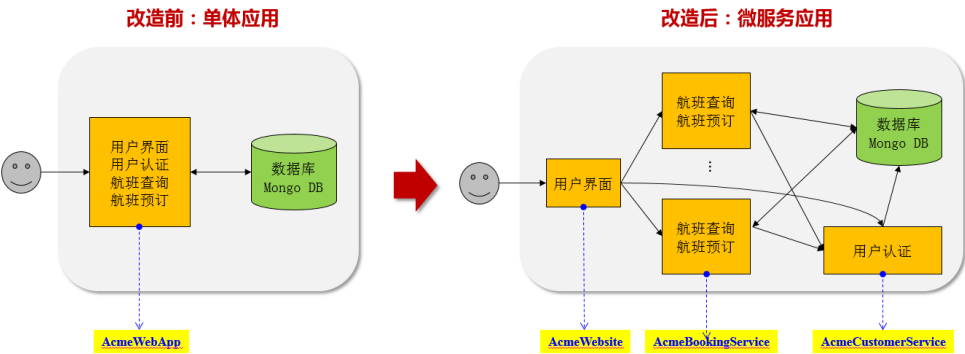 改造前：单体应用
用户界面
用户认证
航班查询
航班预订
数据库
Mongo DB
AcmeWebApp
改造后：微服务应用
用户界面
航班查询
航班预订
...
航班查询
航班预订
数据库
Mongo DB
用户认证
AcmeWebsite
AcmeBookingService
AcmeCustomerService